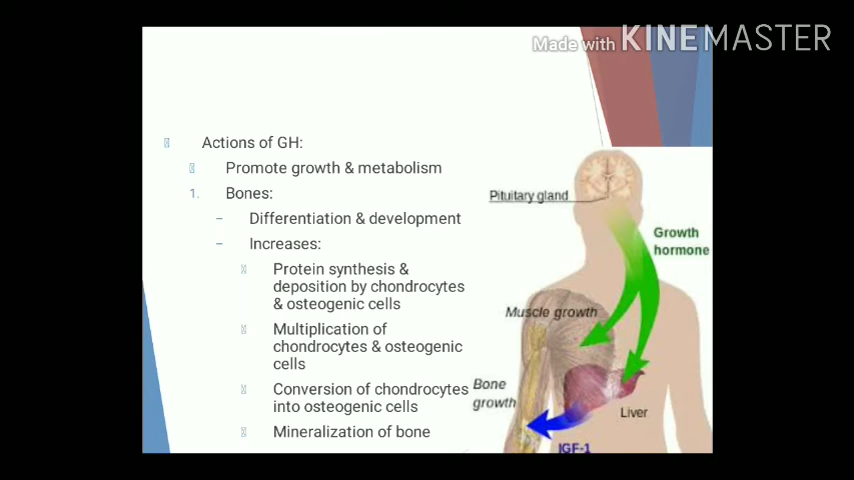 Made with KINEMASTER
Actions of GH:
Promote growth & metabolism
1. Bones:
– Differentiation & development
– Increases:
Protein synthesis &
deposition by chondrocytes
& osteogenic cells
Multiplication of
chondrocytes & osteogenic
cells
Conversion of chondrocytes
into osteogenic cells
Mineralization of bone
Pituitary gland
Growth
hormone
Muscle growth
Bone
growth
Liver
IGF-1